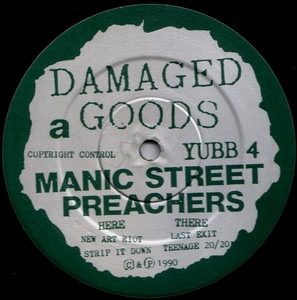 DAMAGED
a GOODS
COPYRIGHT CONTROL YUBB 4
MANIC STREET
PREACHERS
HERE THERE
NEW ART RIOT LAST EXIT
STRIP IT DOWN TEENAGE 20/20
© & ℗ 1990